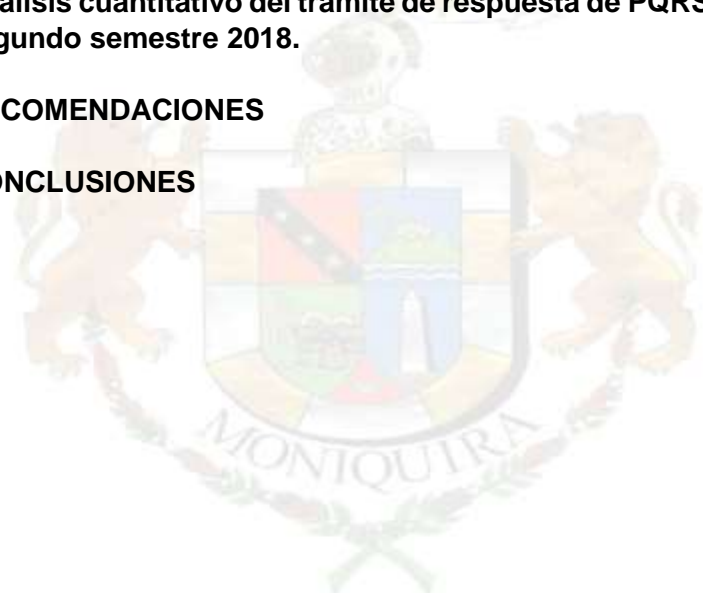 álisis cuantitativo del trámite de respuesta de PQRS
gundo semestre 2018.
COMENDACIONES
ONCLUSIONES
MONIQUIRA